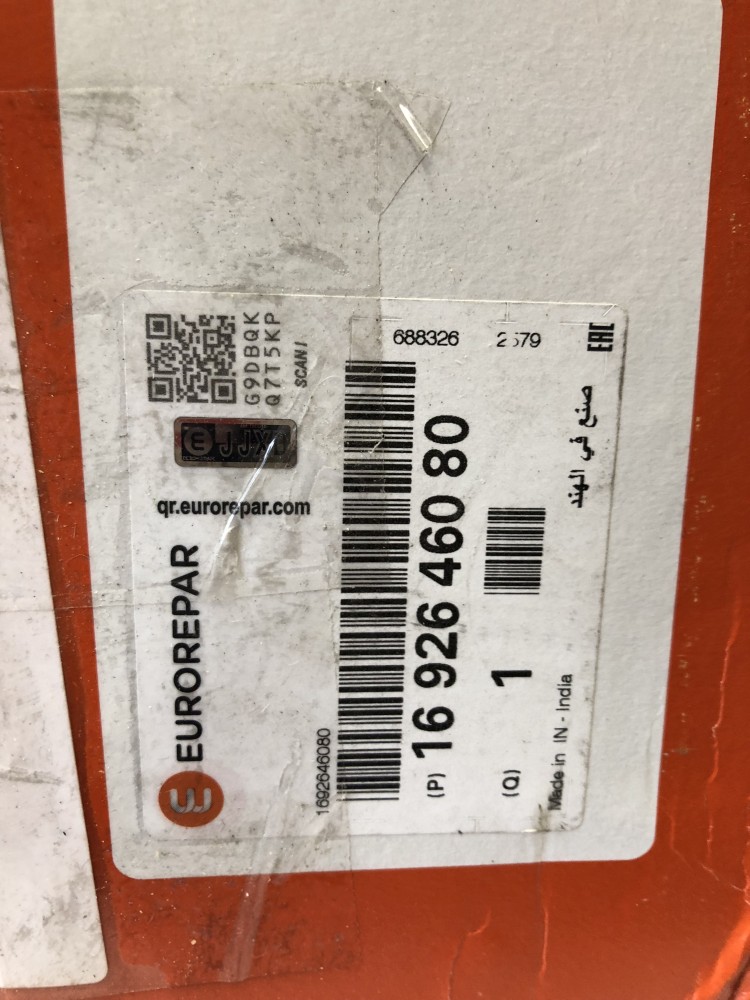 G9DBQK
Q7T5KP
SCAN!
JJX
qr.eurorepar.com
EUROREPAR
1692646080
688326
(P) 16 926 460 80
(Q) 1
Made in IN - India
صنع في الهند
EAC